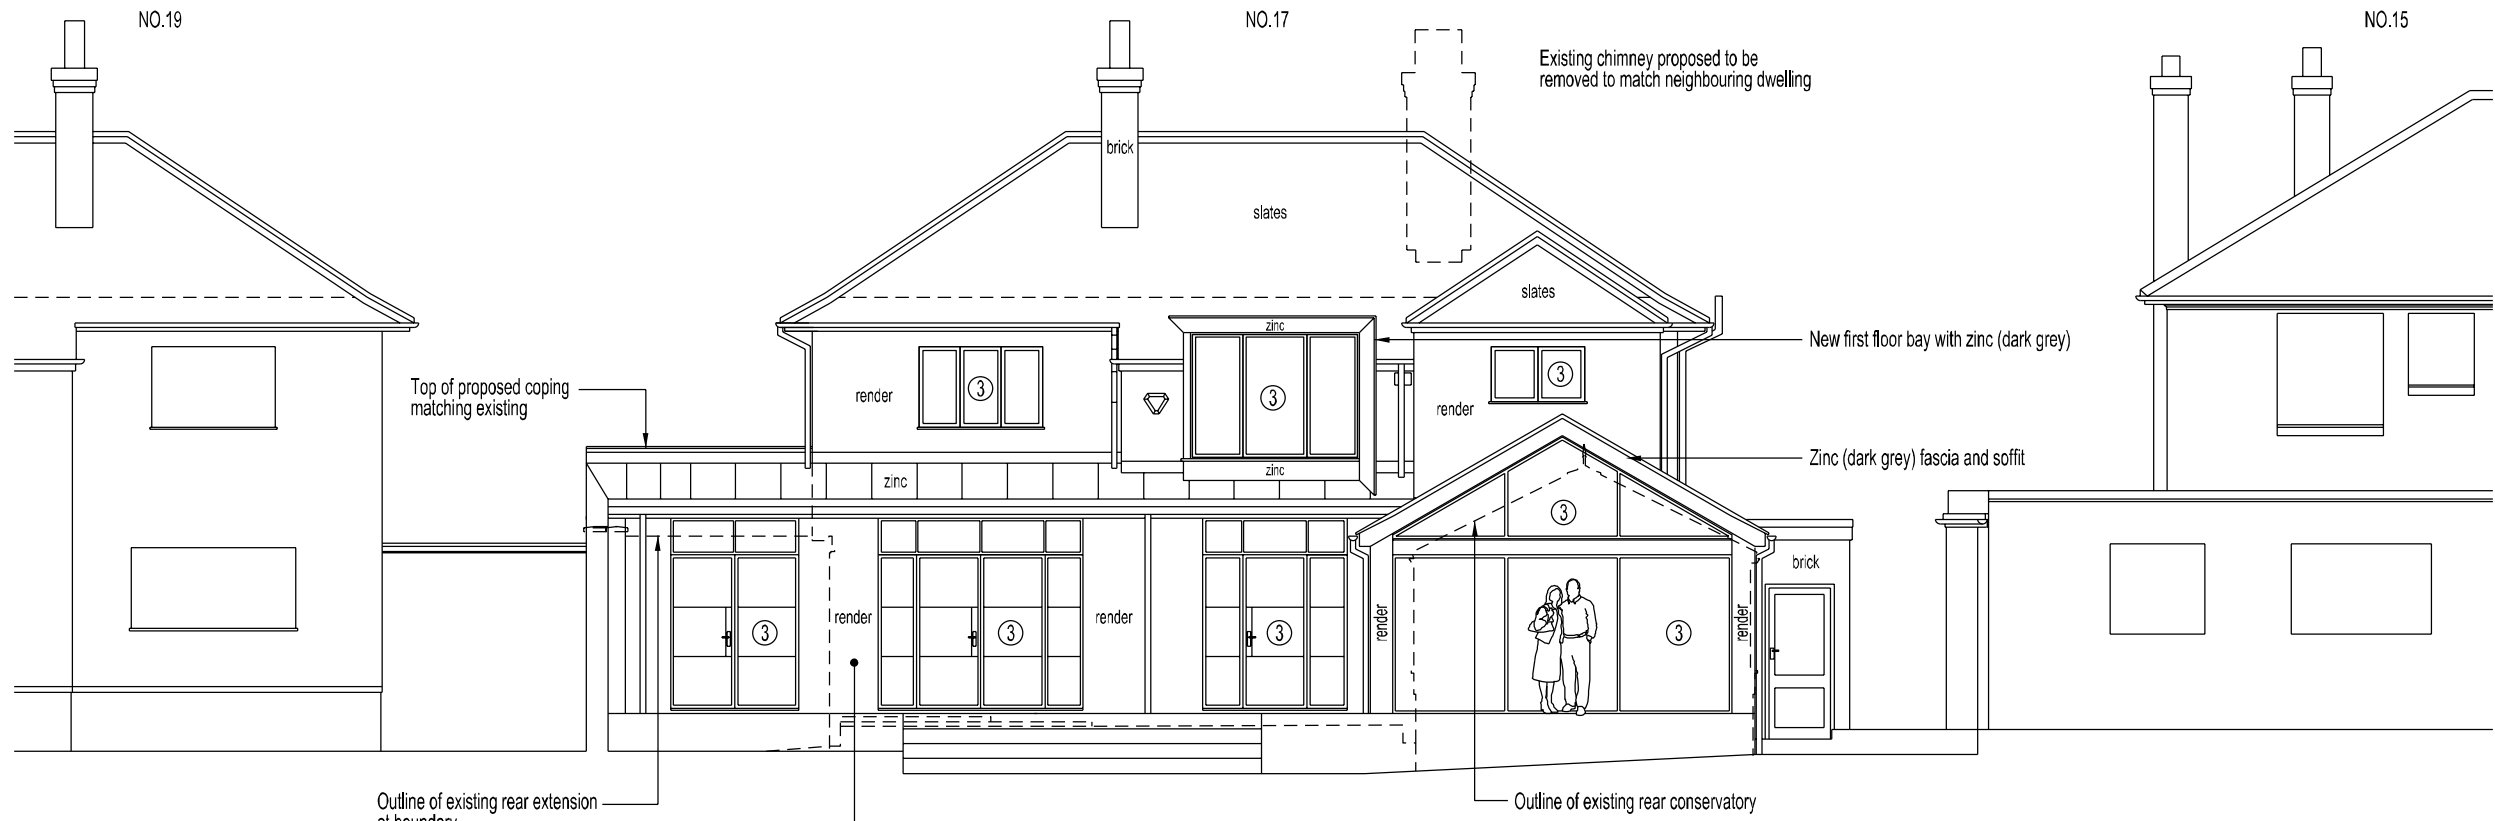 NO.19
NO.17
NO.15
Existing chimney proposed to be
removed to match neighbouring dwelling
brick
slates
slates
zinc
New first floor bay with zinc (dark grey)
Top of proposed coping
matching existing
render
3
3
3
render
Zinc (dark grey) fascia and soffit
zinc
zinc
3
brick
render
render
render
render
3
3
3
3
Outline of existing rear extension
at boundary
Outline of existing rear conservatory